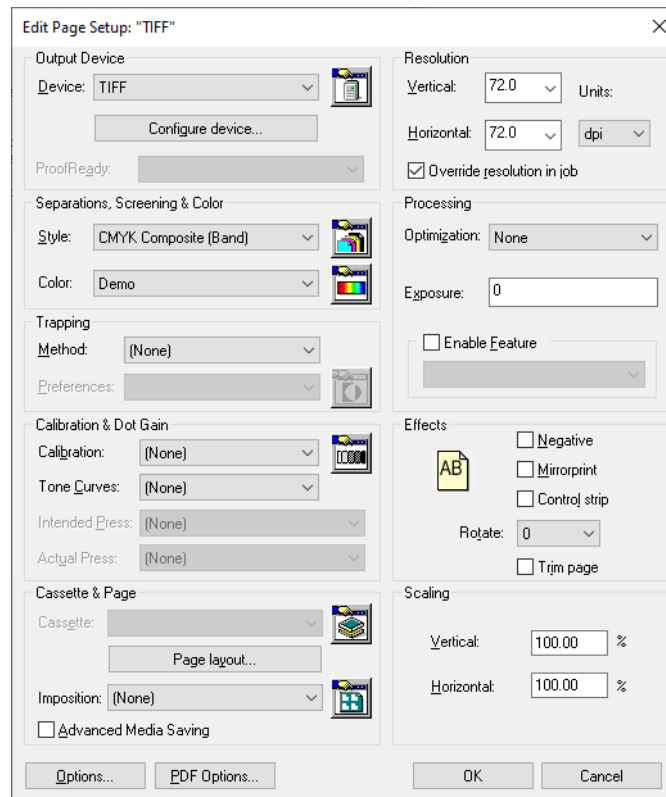 Edit Page Setup: "TIFF"
Output Device
Device: TIFF
Configure device...
ProofReady:
Separations, Screening & Color
Style: CMYK Composite (Band)
Color: Demo
Trapping
Method: (None)
Preferences:
Calibration & Dot Gain
Calibration: (None)
Tone Curves: (None)
Intended Press: (None)
Actual Press: (None)
Cassette & Page
Cassette:
Page layout...
Imposition: (None)
Advanced Media Saving
Options... PDF Options...
Resolution
Vertical: 72.0 Units:
Horizontal: 72.0 dpi
Override resolution in job
Processing
Optimization: None
Exposure: 0
Enable Feature
Effects
AB
Negative
Mirrorprint
Control strip
Rotate: 0
Trim page
Scaling
Vertical: 100.00 %
Horizontal: 100.00 %
OK Cancel